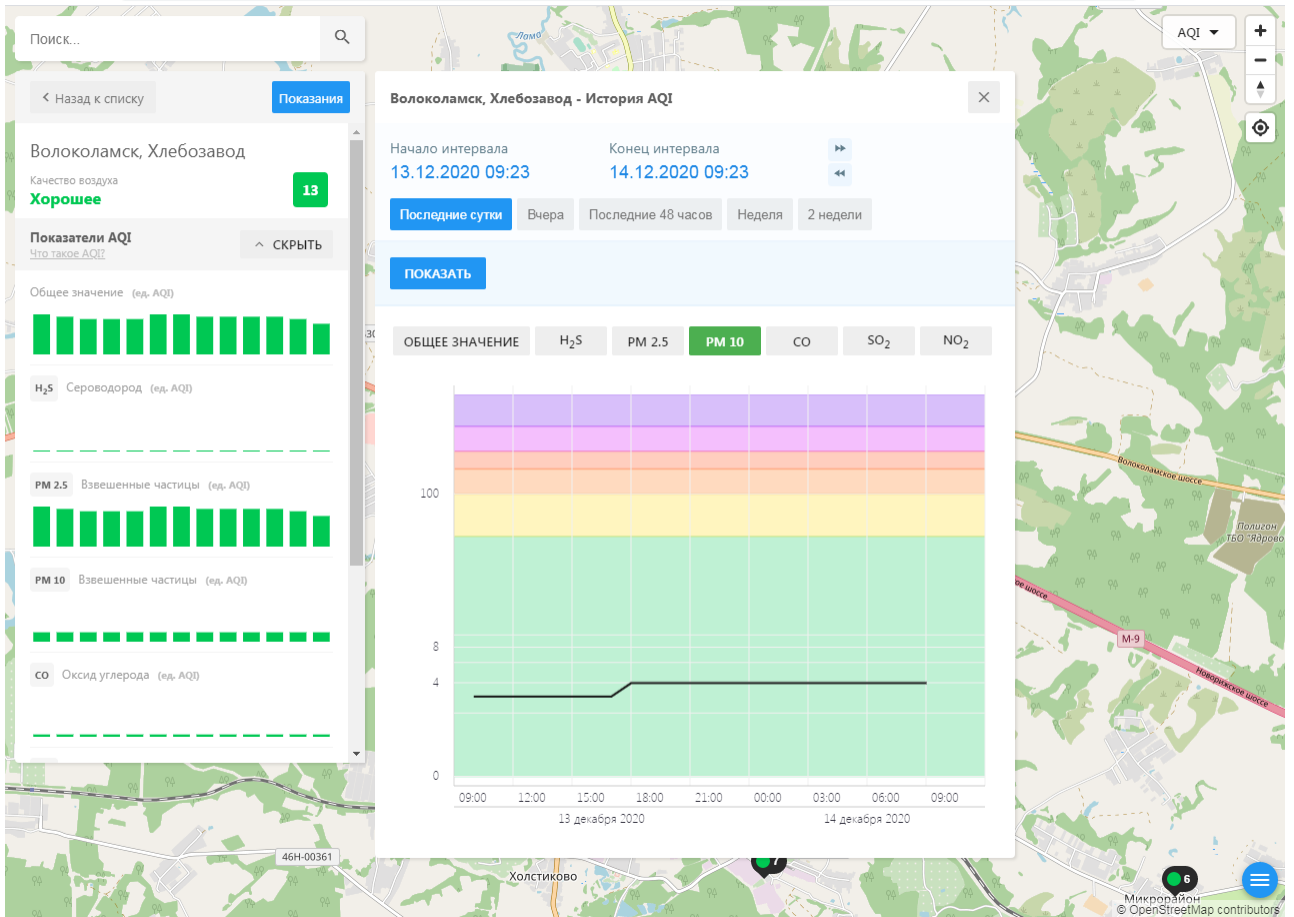 Поиск...
AQI
Ломо
Назад к списку
Показания
Волоколамск, Хлебозавод
Качество воздуха
Хорошее
13
Показатели AQI
Что такое AQI?
СКРЫТЬ
Общее значение (ед. AQI)
H2S Сероводород (ед. AQI)
PM 2.5 Взвешенные частицы (ед. AQI)
PM 10 Взвешенные частицы (ед. AQI)
CO Оксид углерода (ед. AQI)
Волоколамск, Хлебозавод - История AQI
Начало интервала
13.12.2020 09:23
Конец интервала
14.12.2020 09:23
Последние сутки
Вчера
Последние 48 часов
Неделя
2 недели
ПОКАЗАТЬ
ОБЩЕЕ ЗНАЧЕНИЕ
H2S
PM 2.5
PM 10
CO
SO2
NO2
100
8
4
0
09:00 12:00 15:00 18:00 21:00 00:00 03:00 06:00 09:00
13 декабря 2020 14 декабря 2020
Волоколамское шоссе
Полигон
ТБО "Ядрово
М-9
Новорижское шоссе
46Н-00361
Холстиково
7
6
Микрорайон
© OpenStreetMap contributors